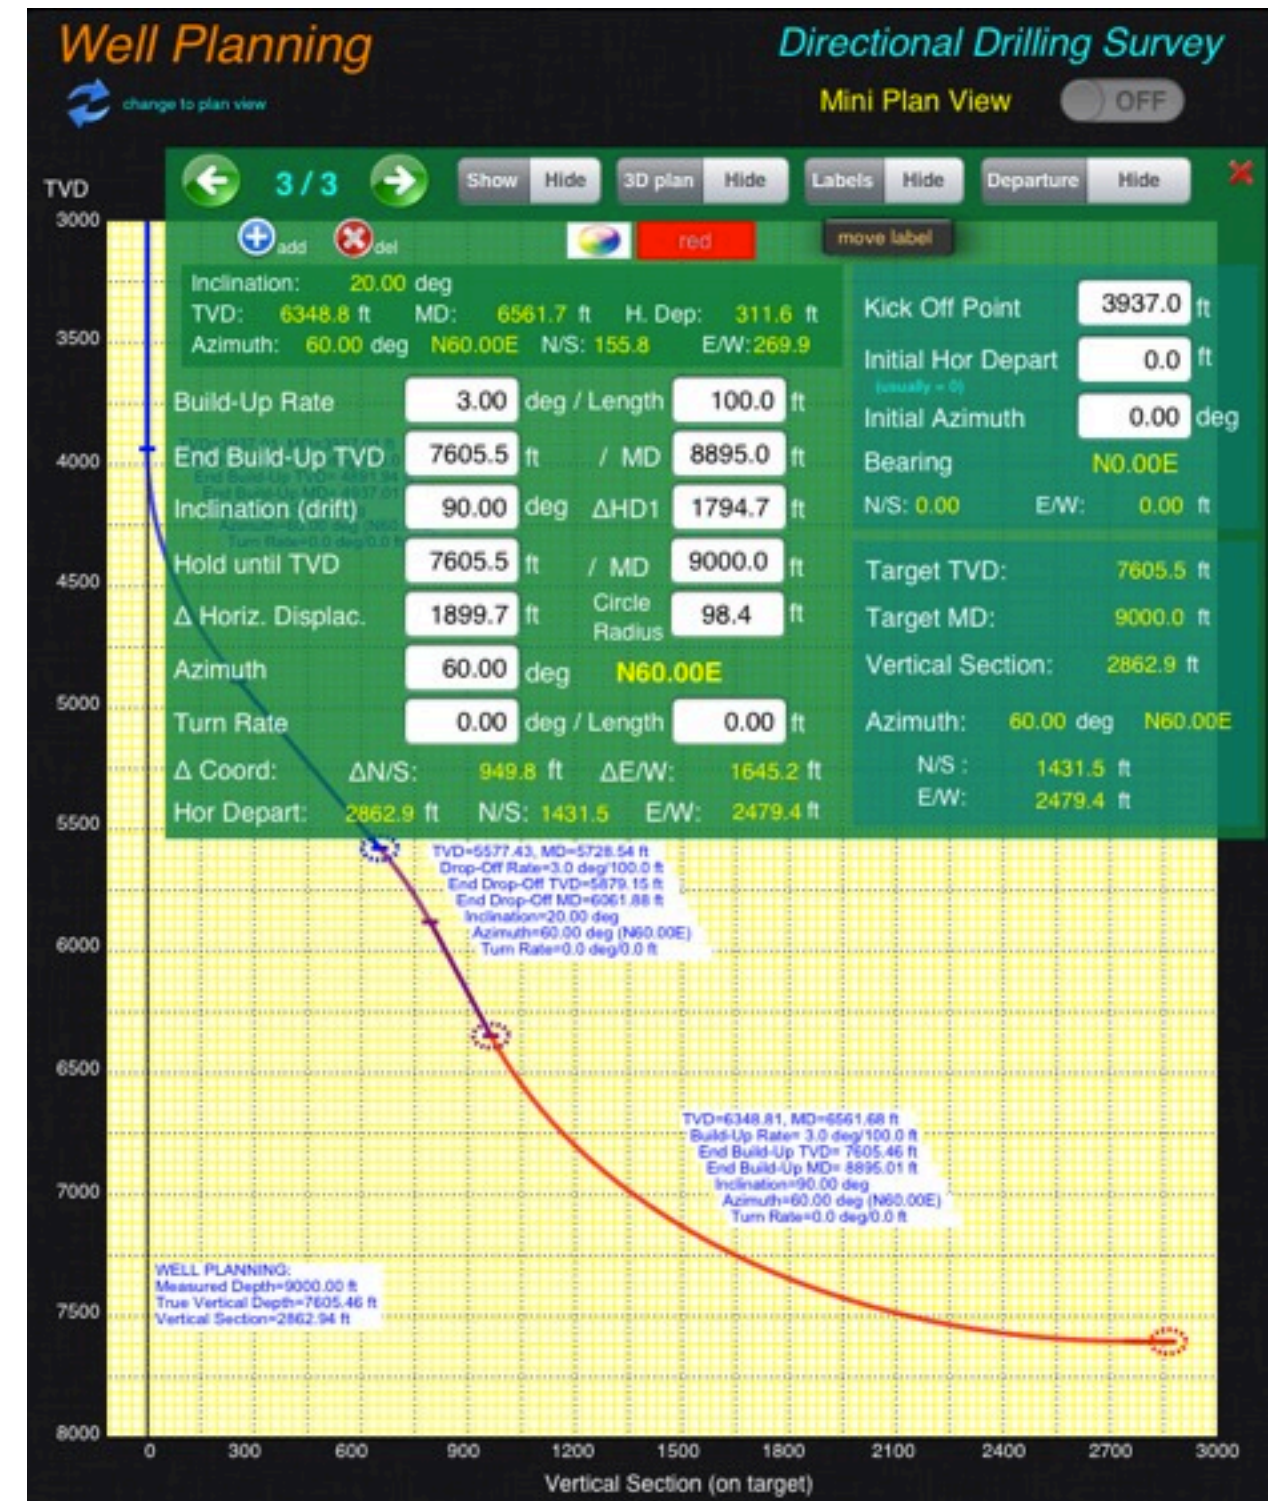 Well Planning
Directional Drilling Survey
change to plan view
Mini Plan View OFF
TVD
3 / 3 Show Hide 3D plan Hide Labels Hide Departure Hide
add del red move label
Inclination: 20.00 deg
TVD: 6348.8 ft MD: 6561.7 ft H. Dep: 311.6 ft
Azimuth: 60.00 deg N60.00E N/S: 155.8 E/W: 269.9
Build-Up Rate 3.00 deg / Length 100.0 ft
End Build-Up TVD 7605.5 ft / MD 8895.0 ft
Inclination (drift) 90.00 deg ΔHD1 1794.7 ft
Hold until TVD 7605.5 ft / MD 9000.0 ft
Δ Horiz. Displac. 1899.7 ft Circle Radius 98.4 ft
Azimuth 60.00 deg N60.00E
Turn Rate 0.00 deg / Length 0.00 ft
Δ Coord: ΔN/S: 949.8 ft ΔE/W: 1645.2 ft
Hor Depart: 2862.9 ft N/S: 1431.5 E/W: 2479.4 ft
Kick Off Point 3937.0 ft
Initial Hor Depart 0.0 ft
(usually = 0)
Initial Azimuth 0.00 deg
Bearing N0.00E
N/S: 0.00 E/W: 0.00 ft
Target TVD: 7605.5 ft
Target MD: 9000.0 ft
Vertical Section: 2862.9 ft
Azimuth: 60.00 deg N60.00E
N/S : 1431.5 ft
E/W: 2479.4 ft
3000
3500
4000
4500
5000
5500
6000
6500
7000
7500
8000
TVD=5577.43, MD=5728.54 ft
Drop-Off Rate=3.0 deg/100.0 ft
End Drop-Off TVD=5879.15 ft
End Drop-Off MD=6061.88 ft
Inclination=20.00 deg
Azimuth=60.00 deg (N60.00E)
Turn Rate=0.0 deg/0.0 ft
TVD=6348.81, MD=6561.68 ft
Build-Up Rate= 3.0 deg/100.0 ft
End Build-Up TVD= 7605.46 ft
End Build-Up MD= 8895.01 ft
Inclination=90.00 deg
Azimuth=60.00 deg (N60.00E)
Turn Rate=0.0 deg/0.0 ft
WELL PLANNING:
Measured Depth=9000.00 ft
True Vertical Depth=7605.46 ft
Vertical Section=2862.94 ft
0 300 600 900 1200 1500 1800 2100 2400 2700 3000
Vertical Section (on target)